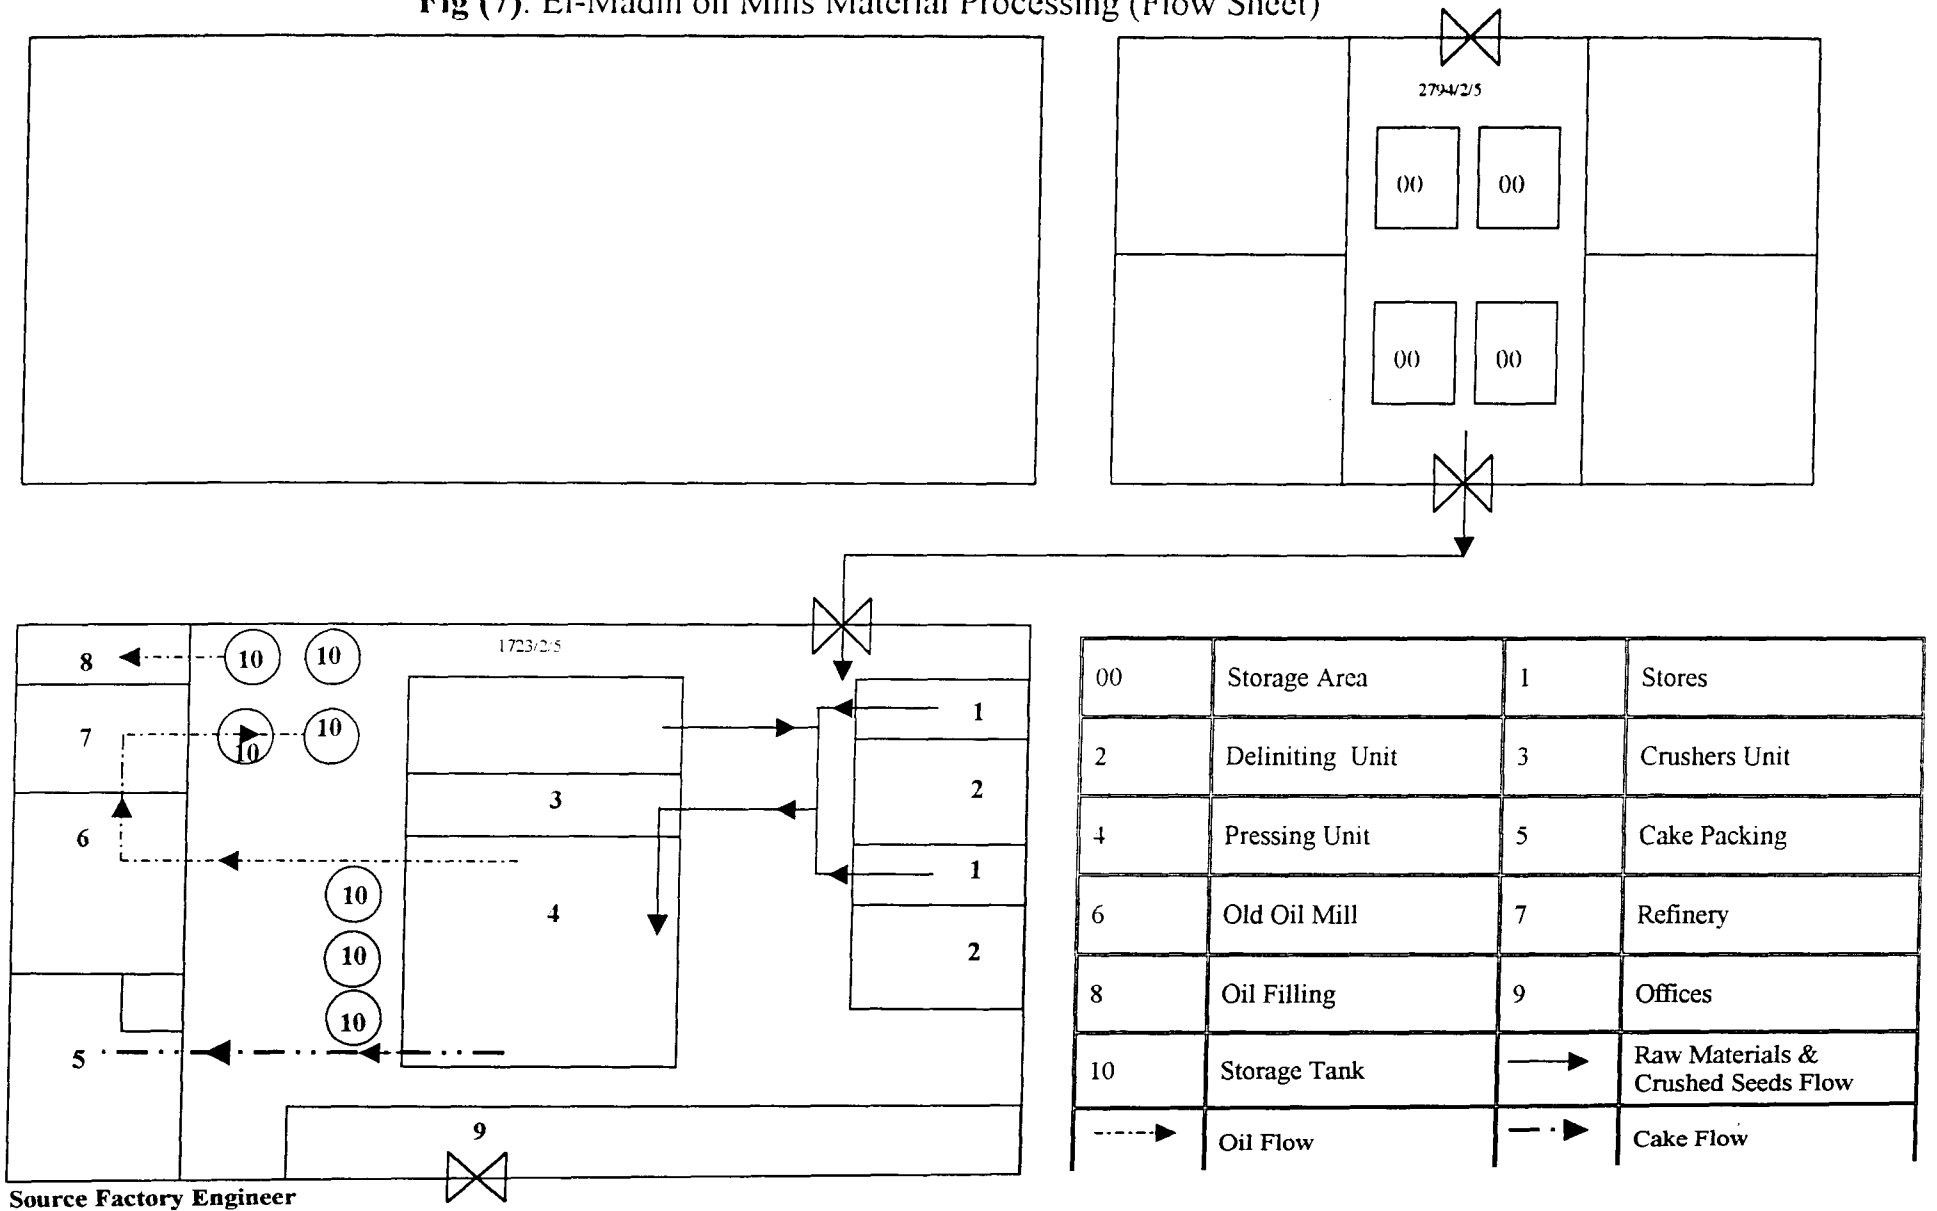 Fig (7). El-Madin oil Mills Material Processing (Flow Sheet)
2794/2/5
00 00
00 00
1723/2/5
8 10 10
7 10 10
1
3 2
6
10 4 1
10 2
10
5
9
00 Storage Area 1 Stores
2 Deliniting Unit 3 Crushers Unit
4 Pressing Unit 5 Cake Packing
6 Old Oil Mill 7 Refinery
8 Oil Filling 9 Offices
10 Storage Tank Raw Materials &
Crushed Seeds Flow
Oil Flow Cake Flow
Source Factory Engineer